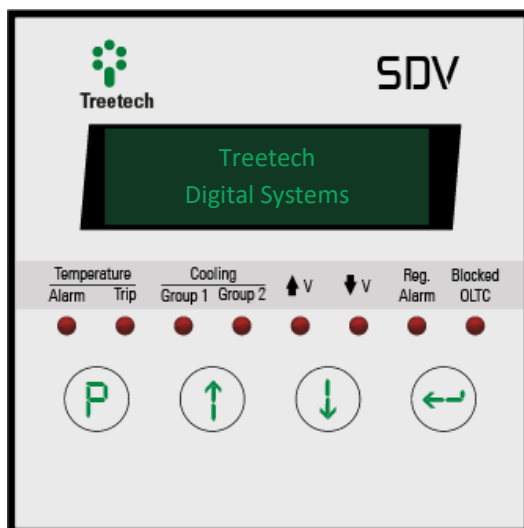 Treetech
SDV
Treetech
Digital Systems
Temperature
Alarm Trip
Cooling
Group 1 Group 2
V
V
Reg.
Alarm
Blocked
OLTC
P